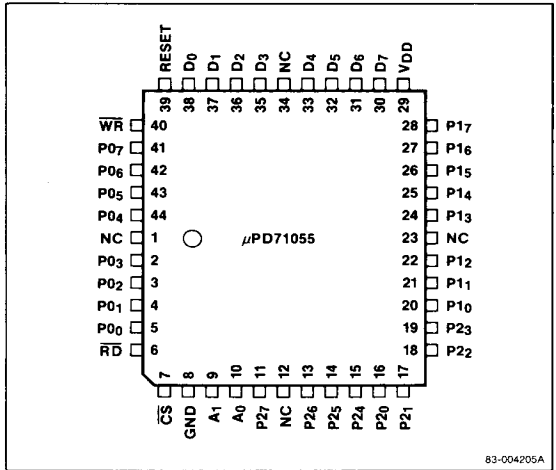 RESET D0 D1 D2 D3 NC D4 D5 D6 D7 VDD
39 38 37 36 35 34 33 32 31 30 29
W̅R̅ 40 28 P17
P07 41 27 P16
P06 42 26 P15
P05 43 25 P14
P04 44 24 P13
NC 1 μPD71055 23 NC
P03 2 22 P12
P02 3 21 P11
P01 4 20 P10
P00 5 19 P23
R̅D̅ 6 18 P22
7 8 9 10 11 12 13 14 15 16 17
C̅S̅ GND A1 A0 P27 NC P26 P25 P24 P20 P21
83-004205A